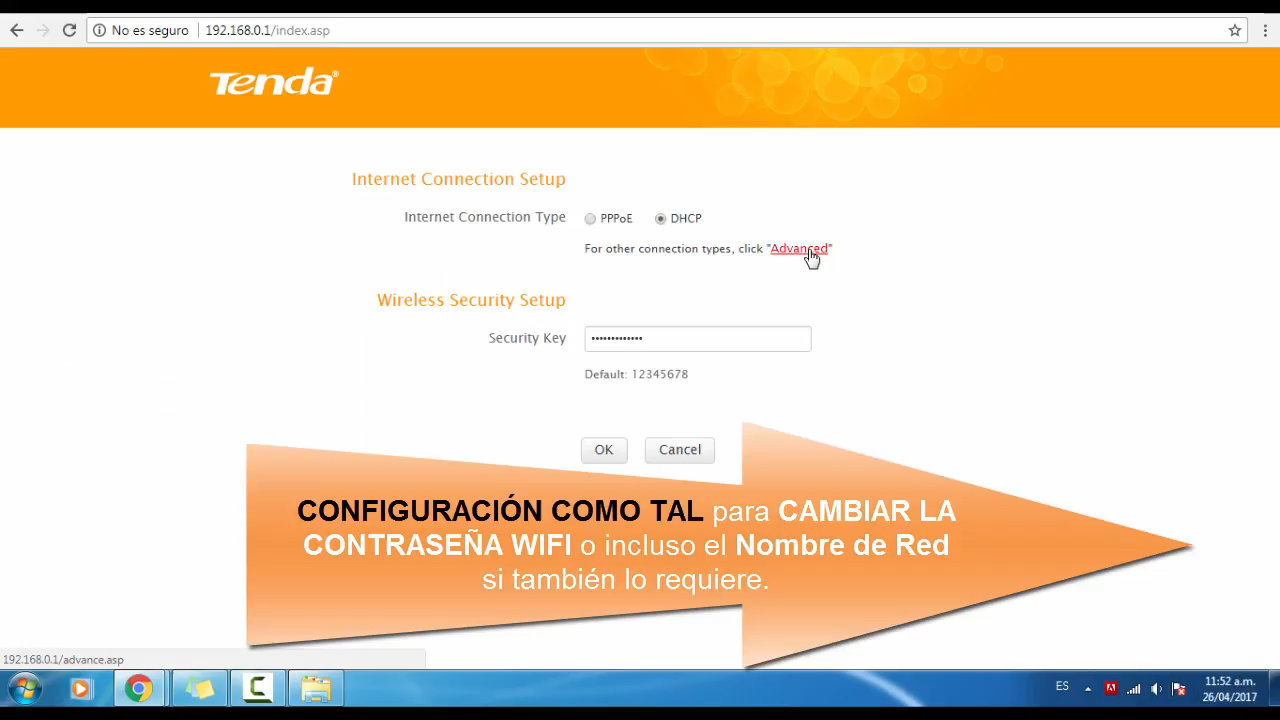 No es seguro
192.168.0.1/index.asp
Tenda®
Internet Connection Setup
Internet Connection Type
PPPoE
DHCP
For other connection types, click "Advanced"
Wireless Security Setup
Security Key
•••••••••••••
Default: 12345678
OK
Cancel
CONFIGURACIÓN COMO TAL para CAMBIAR LA
CONTRASEÑA WIFI o incluso el Nombre de Red
si también lo requiere.
192.168.0.1/advance.asp
ES
11:52 a.m.
26/04/2017